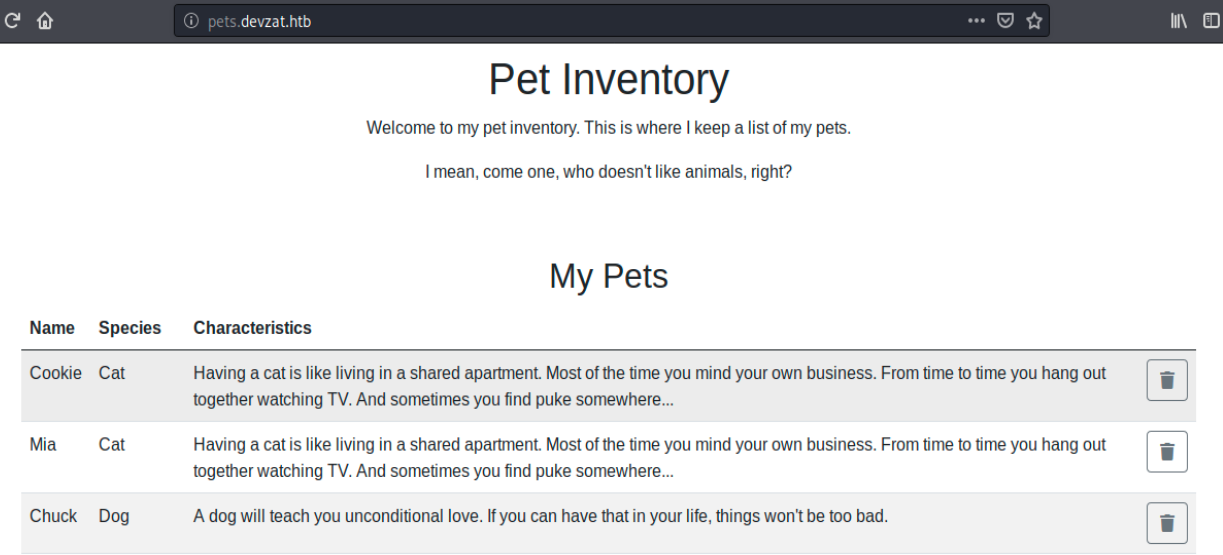 pets.devzat.htb
Pet Inventory
Welcome to my pet inventory. This is where I keep a list of my pets.
I mean, come one, who doesn't like animals, right?
My Pets
Name Species Characteristics
Cookie Cat Having a cat is like living in a shared apartment. Most of the time you mind your own business. From time to time you hang out
together watching TV. And sometimes you find puke somewhere...
Mia Cat Having a cat is like living in a shared apartment. Most of the time you mind your own business. From time to time you hang out
together watching TV. And sometimes you find puke somewhere...
Chuck Dog A dog will teach you unconditional love. If you can have that in your life, things won't be too bad.